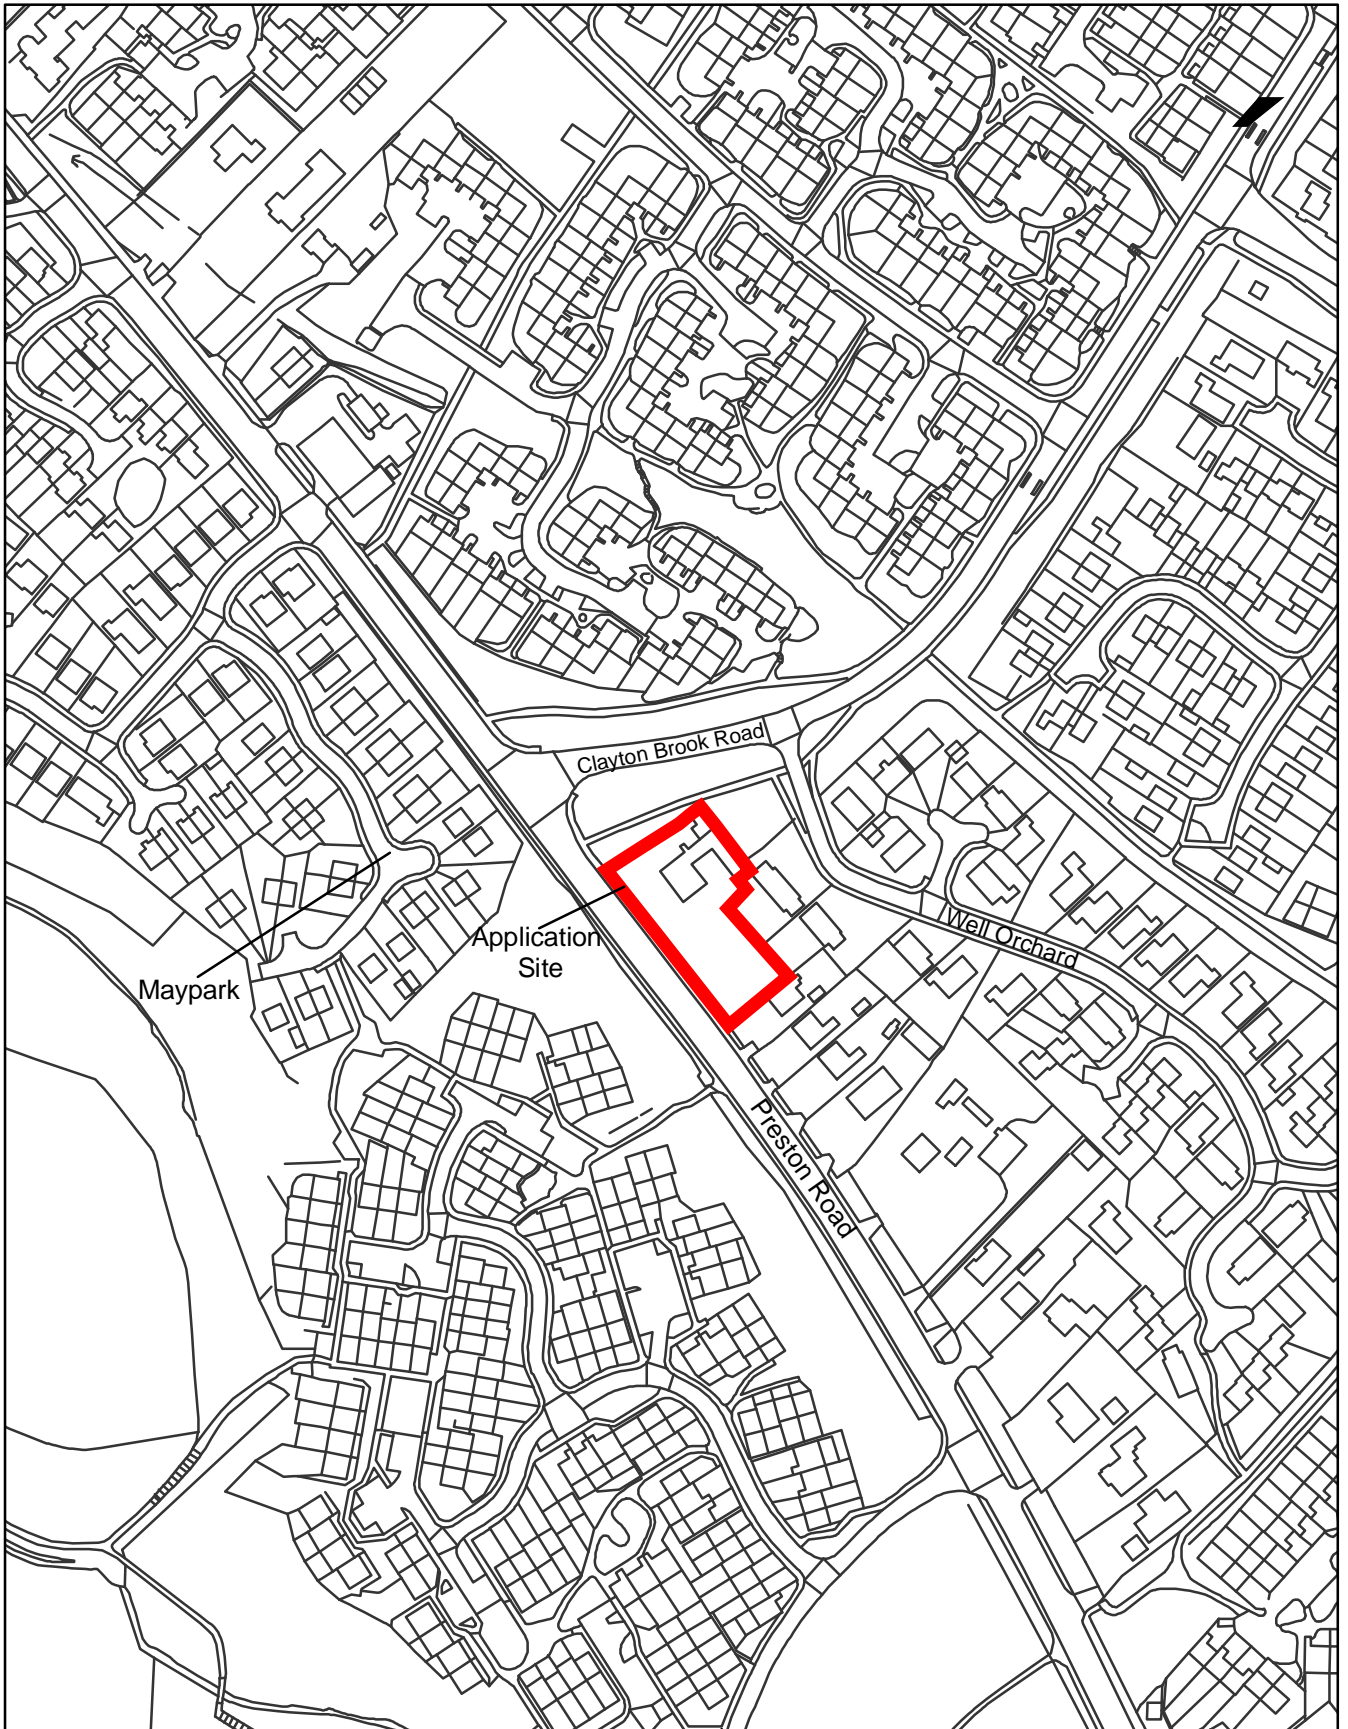 Clayton Brook Road
Well Orchard
Application
Site
Maypark
Preston Road